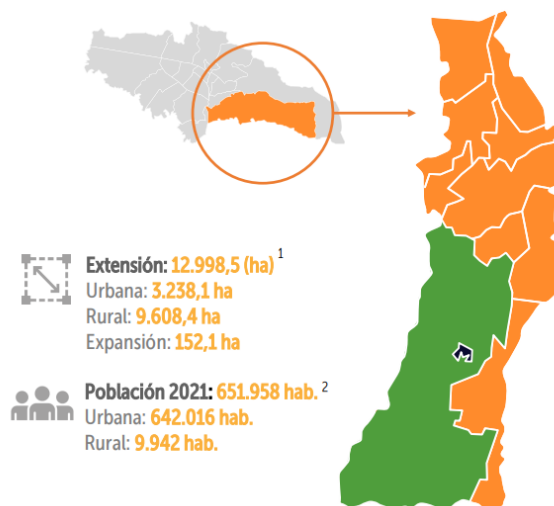 Extensión: 12.998,5 (ha) 1
Urbana: 3.238,1 ha
Rural: 9.608,4 ha
Expansión: 152,1 ha
Población 2021: 651.958 hab. 2
Urbana: 642.016 hab.
Rural: 9.942 hab.